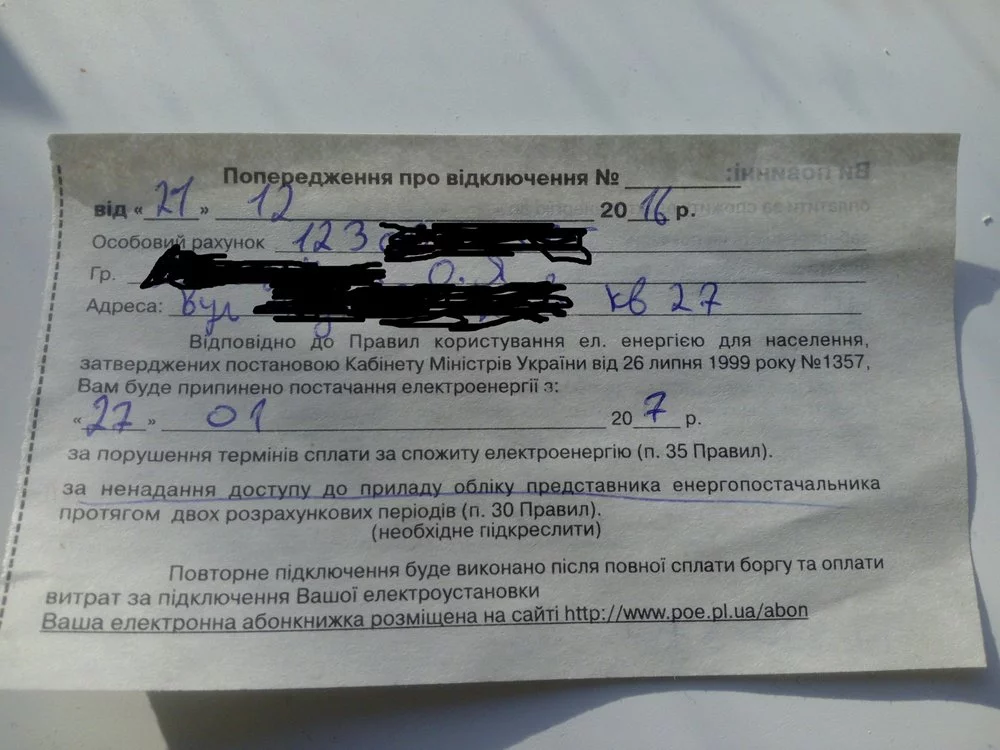 Попередження про відключення №
від «21» 12 2016 р.
Особовий рахунок 123
Гр. О.Я
Адреса: Вул кв 27
Відповідно до Правил користування ел. енергією для населення,
затверджених постановою Кабінету Міністрів України від 26 липня 1999 року №1357,
Вам буде припинено постачання електроенергії з:
«27» 01 207 р.
за порушення термінів сплати за спожиту електроенергію (п. 35 Правил).
за ненадання доступу до приладу обліку представника енергопостачальника
протягом двох розрахункових періодів (п. 30 Правил).
(необхідне підкреслити)
Повторне підключення буде виконано після повної сплати боргу та оплати
витрат за підключення Вашої електроустановки
Ваша електронна абонкнижка розміщена на сайті http://www.poe.pl.ua/abon